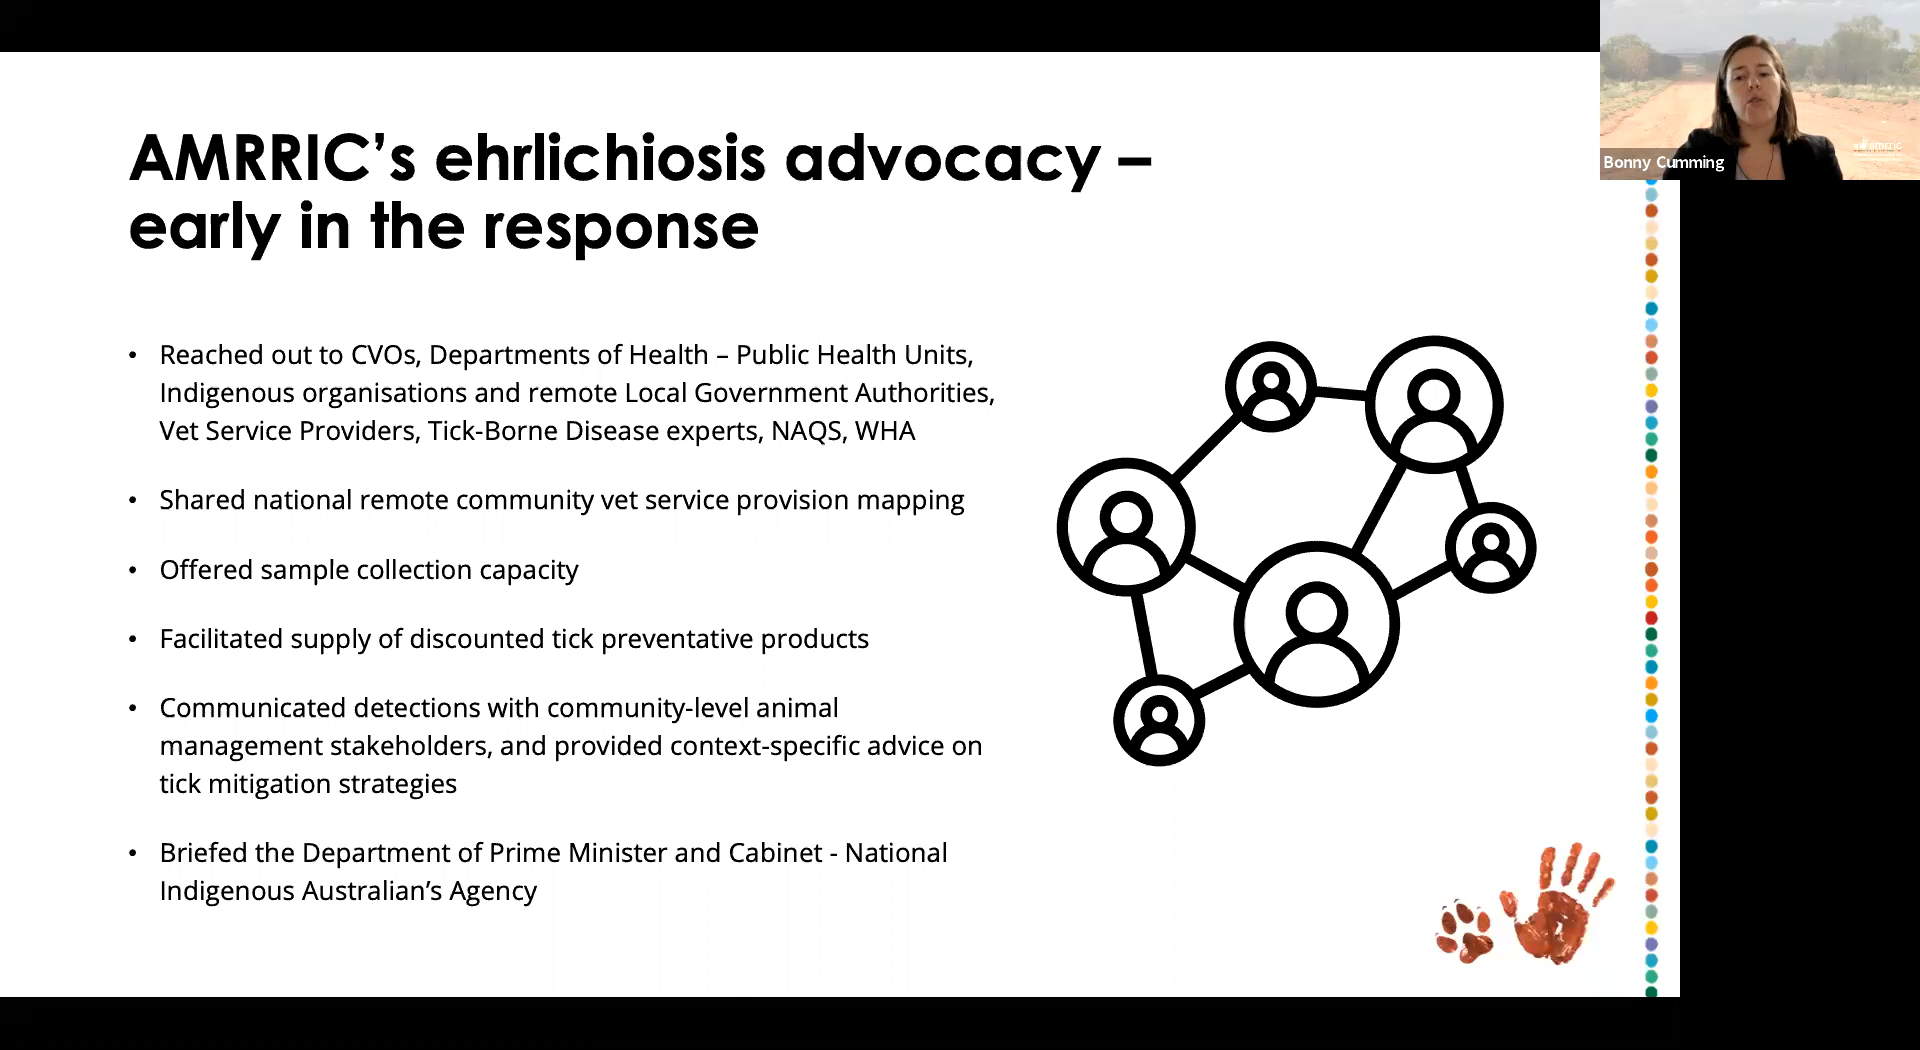 AMRRIC’s ehrlichiosis advocacy –
early in the response
• Reached out to CVOs, Departments of Health – Public Health Units,
Indigenous organisations and remote Local Government Authorities,
Vet Service Providers, Tick-Borne Disease experts, NAQS, WHA
• Shared national remote community vet service provision mapping
• Offered sample collection capacity
• Facilitated supply of discounted tick preventative products
• Communicated detections with community-level animal
management stakeholders, and provided context-specific advice on
tick mitigation strategies
• Briefed the Department of Prime Minister and Cabinet - National
Indigenous Australian’s Agency
Bonny Cumming